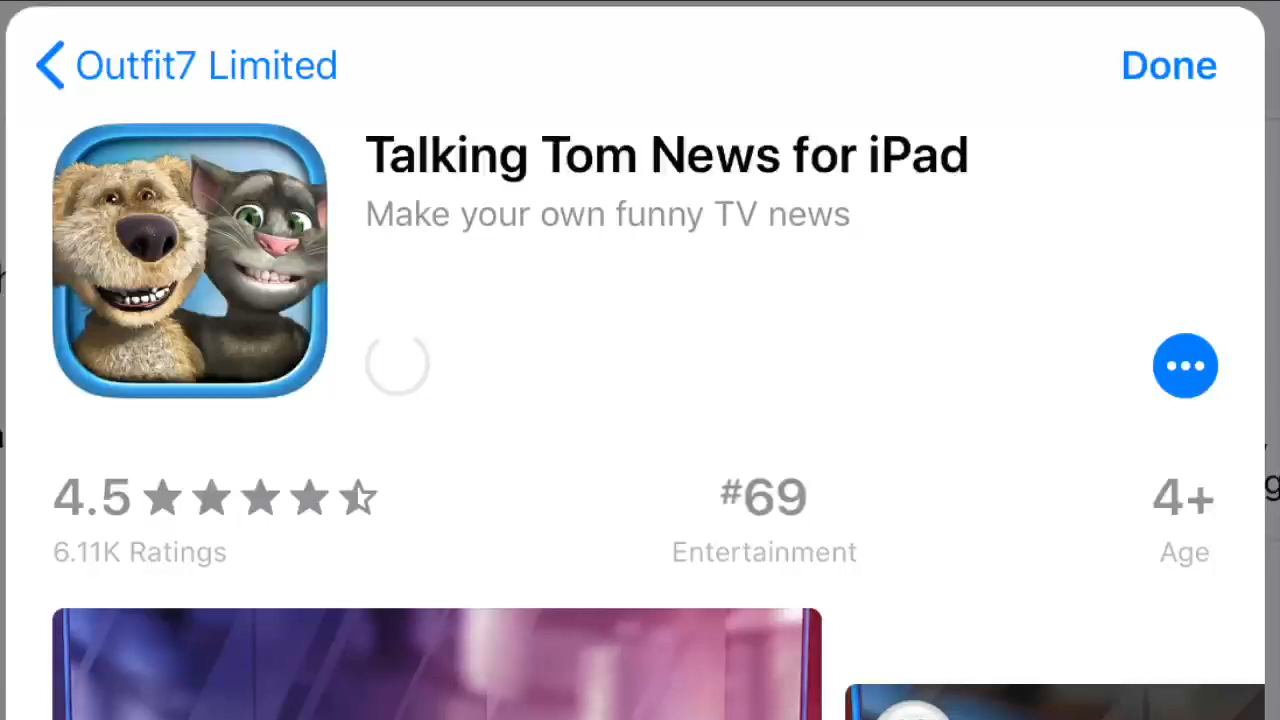 Outfit7 Limited
Done
Talking Tom News for iPad
Make your own funny TV news
4.5
#69
4+
6.11K Ratings
Entertainment
Age